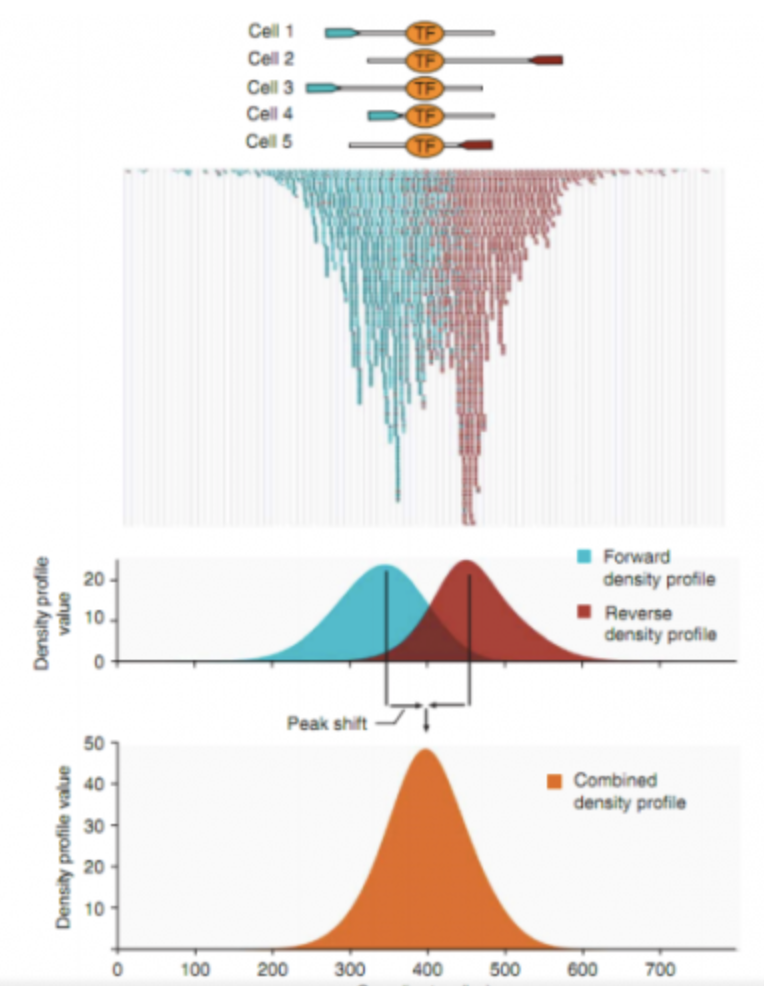 Cell 1 TF
Cell 2 TF
Cell 3 TF
Cell 4 TF
Cell 5 TF
Density profile
value
20
10
0
Forward
density profile
Reverse
density profile
Peak shift
Density profile value
50
40
30
20
10
Combined
density profile
0 100 200 300 400 500 600 700